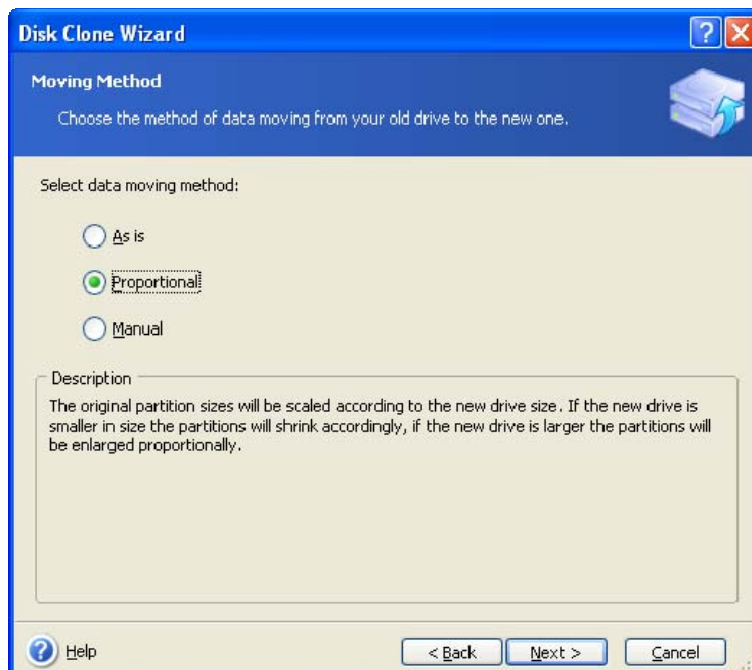 Disk Clone Wizard
Moving Method
Choose the method of data moving from your old drive to the new one.
Select data moving method:
As is
Proportional
Manual
Description
The original partition sizes will be scaled according to the new drive size. If the new drive is
smaller in size the partitions will shrink accordingly, if the new drive is larger the partitions will
be enlarged proportionally.
Help
< Back
Next >
Cancel